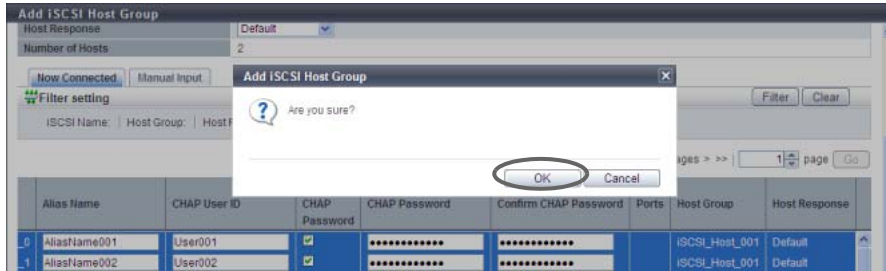 Add iSCSI Host Group
Host Response Default
Number of Hosts 2
Now Connected Manual Input
Add iSCSI Host Group
Filter setting Filter Clear
Are you sure?
iSCSI Name: Host Group: Host
> >> | 1 page Go
OK Cancel
Alias Name CHAP User ID CHAP Password CHAP Password Confirm CHAP Password Ports Host Group Host Response
_0 AliasName001 User001 •••••••••••• •••••••••••• iSCSI_Host_001 Default
_1 AliasName002 User002 •••••••••••• •••••••••••• iSCSI_Host_001 Default